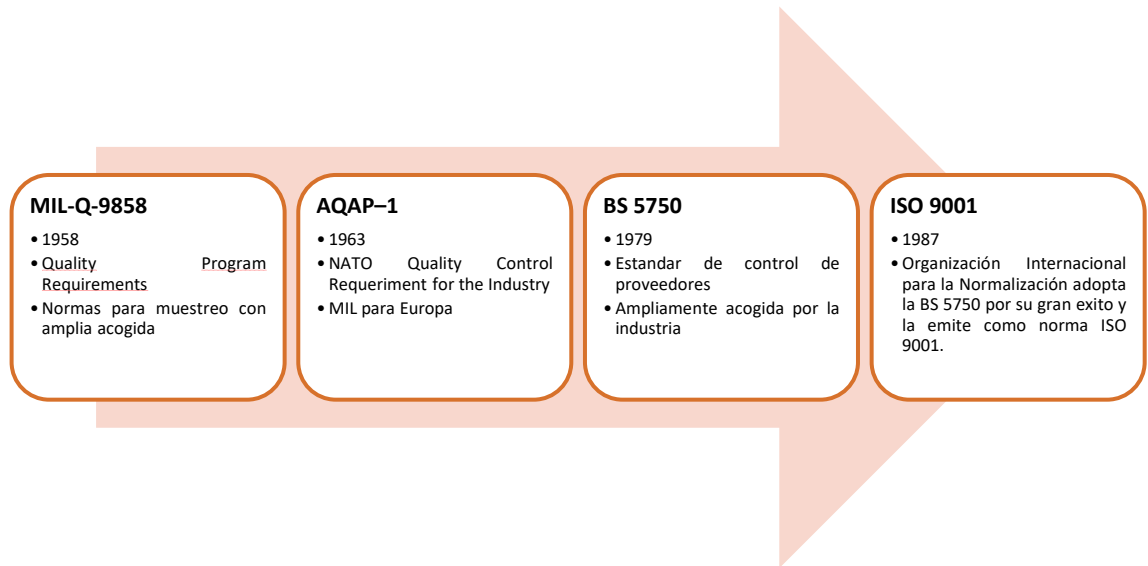 MIL-Q-9858
• 1958
• Quality Program
Requirements
• Normas para muestreo con
amplia acogida
AQAP–1
• 1963
• NATO Quality Control
Requeriment for the Industry
• MIL para Europa
BS 5750
• 1979
• Estandar de control de
proveedores
• Ampliamente acogida por la
industria
ISO 9001
• 1987
• Organización Internacional
para la Normalización adopta
la BS 5750 por su gran exito y
la emite como norma ISO
9001.